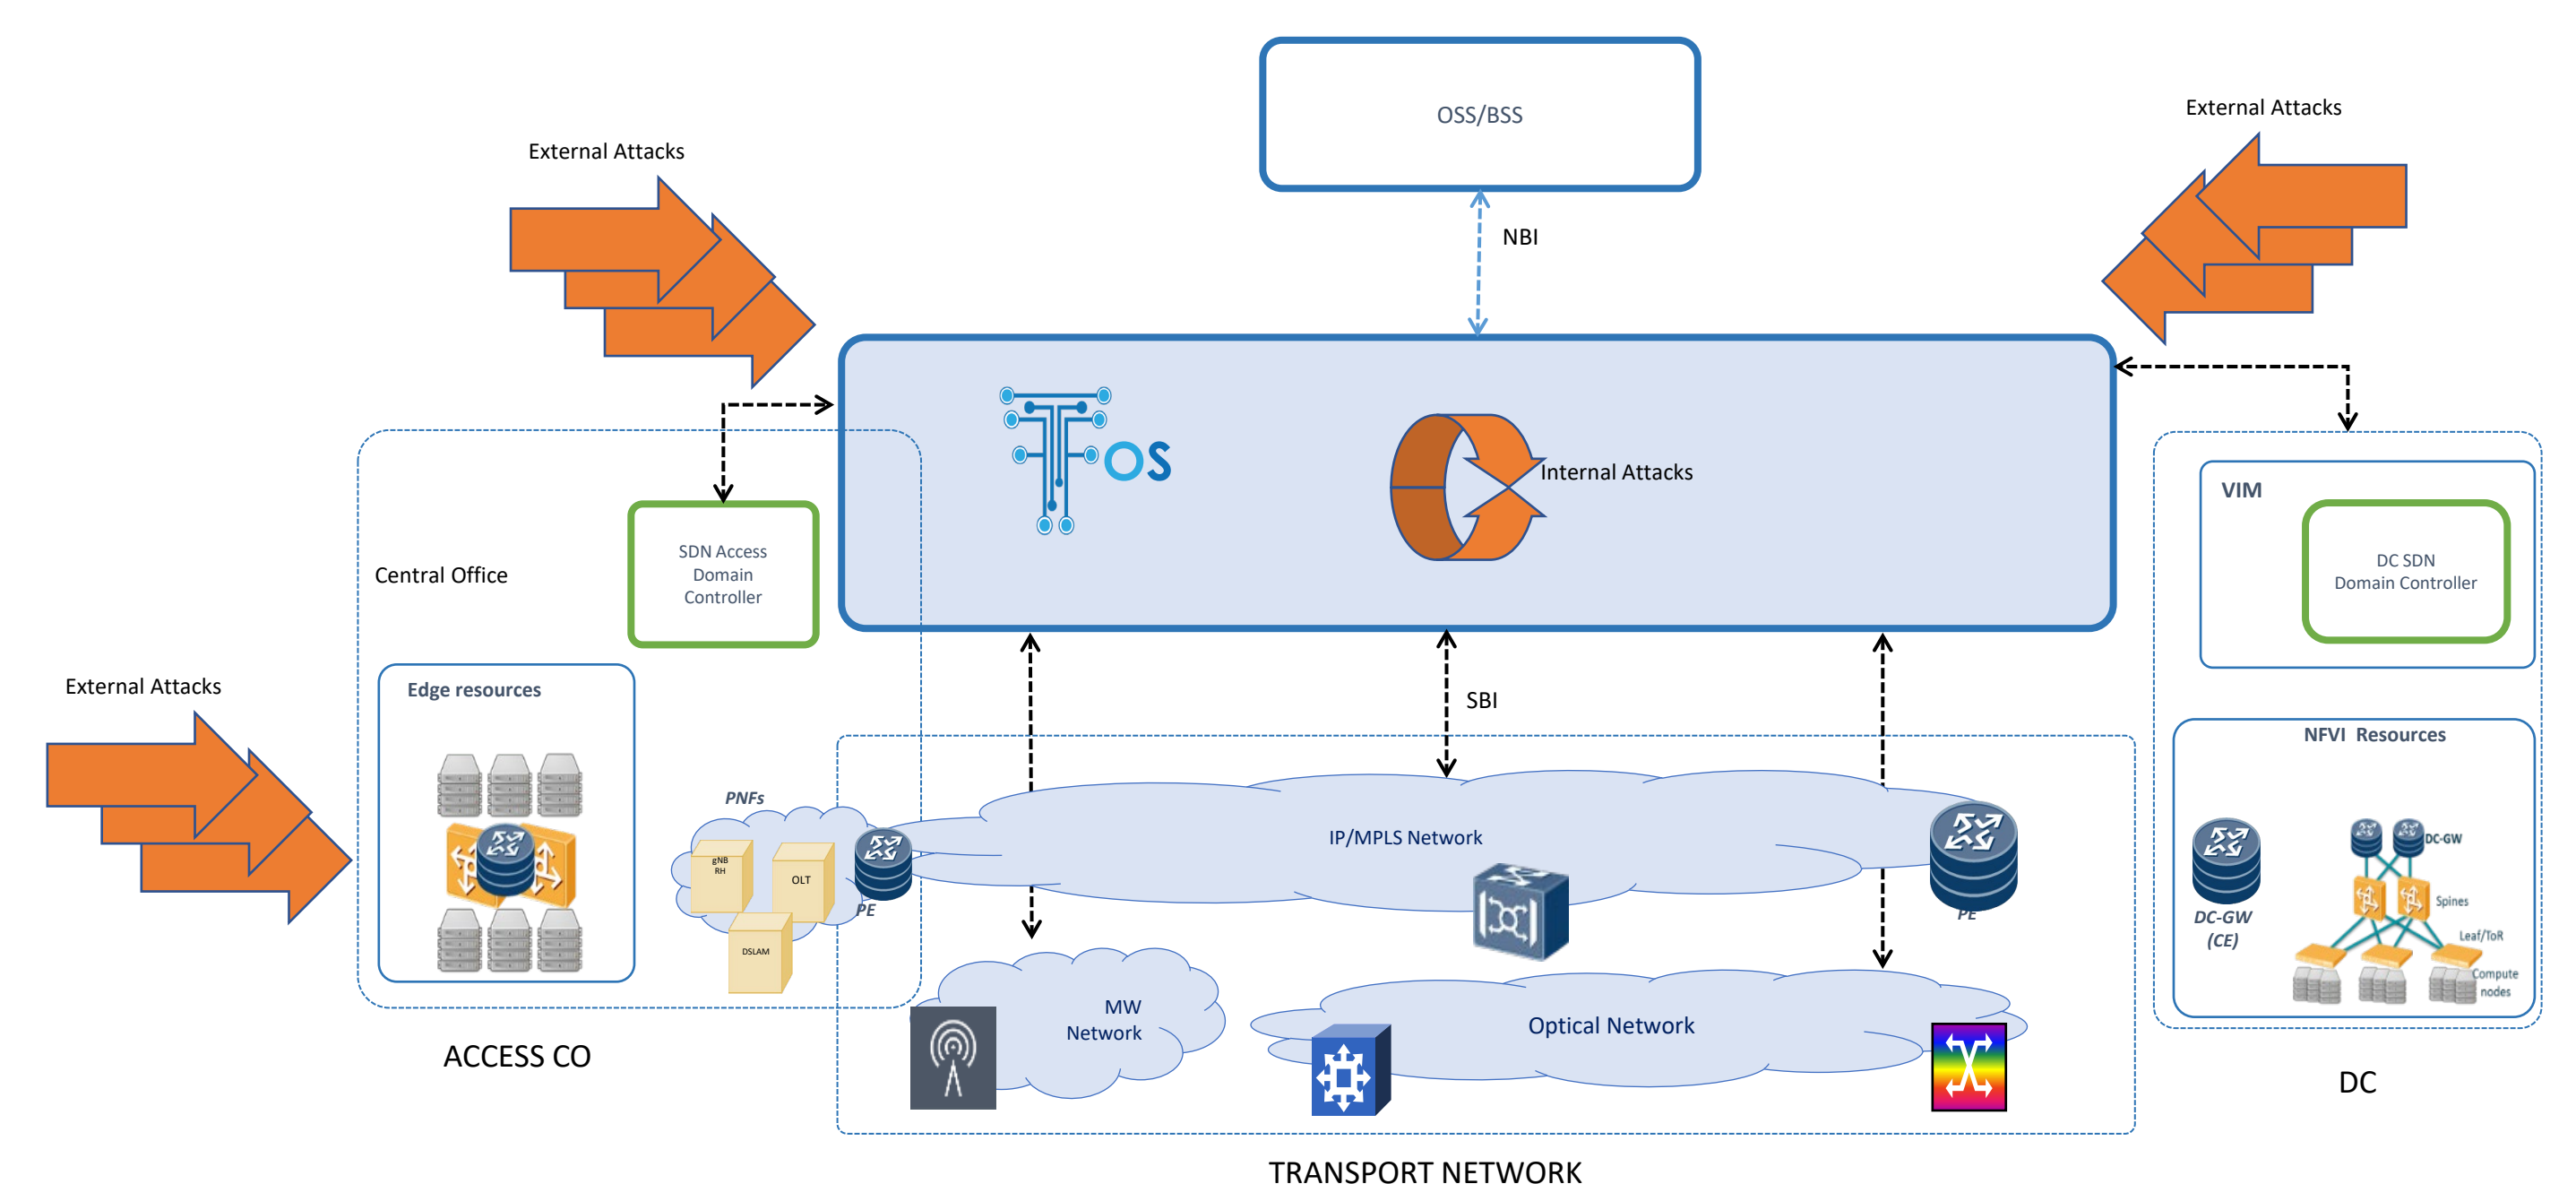 OSS/BSS
External Attacks
External Attacks
NBI
TOS
Internal Attacks
VIM
SDN Access
Domain
Controller
DC SDN
Domain Controller
Central Office
External Attacks
Edge resources
SBI
NFVI Resources
PNFs
gNB
RH
OLT
DSLAM
PE
IP/MPLS Network
PE
DC-GW
(CE)
DC-GW
Spines
Leaf/ToR
Compute
nodes
MW
Network
Optical Network
ACCESS CO
DC
TRANSPORT NETWORK